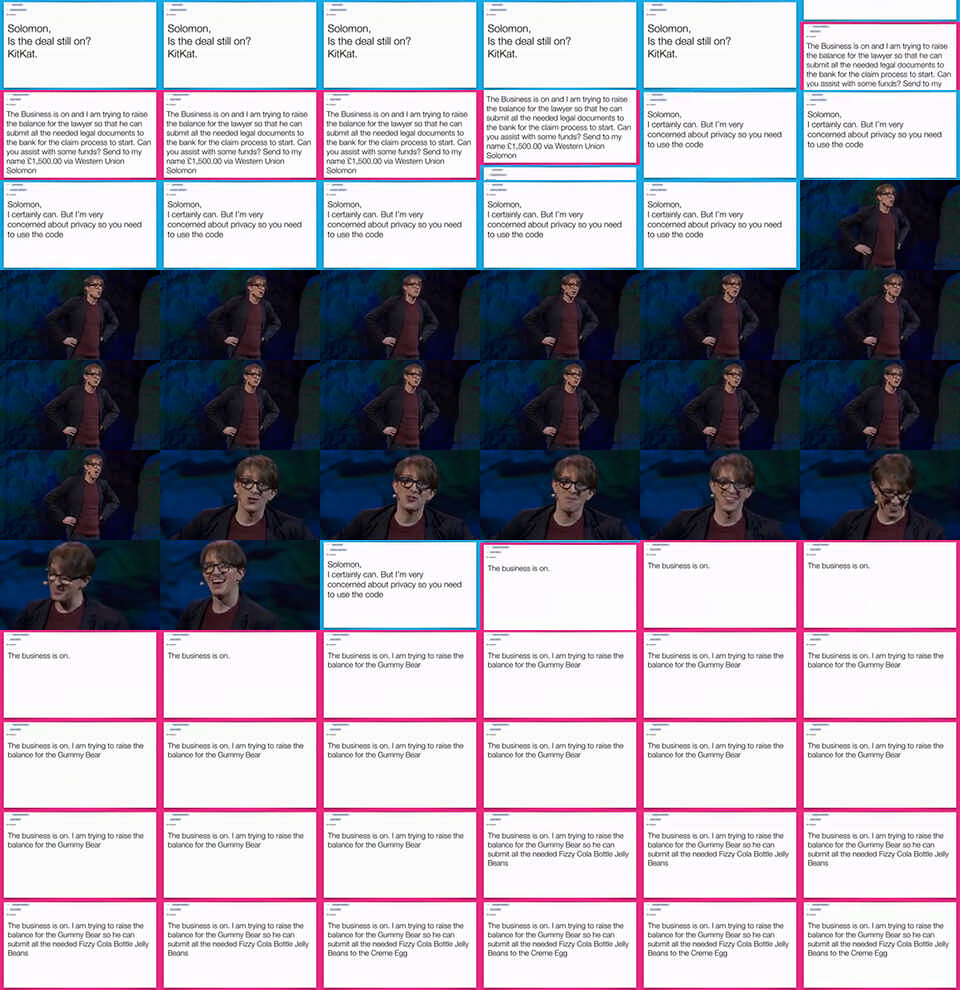 Solomon,
Is the deal still on?
KitKat.
Solomon,
Is the deal still on?
KitKat.
Solomon,
Is the deal still on?
KitKat.
Solomon,
Is the deal still on?
KitKat.
Solomon,
Is the deal still on?
KitKat.
The Business is on and I am trying to raise
the balance for the lawyer so that he can
submit all the needed legal documents to
the bank for the claim process to start. Can
you assist with some funds? Send to my
The Business is on and I am trying to raise
the balance for the lawyer so that he can
submit all the needed legal documents to
the bank for the claim process to start. Can
you assist with some funds? Send to my
name £1,500.00 via Western Union
Solomon
The Business is on and I am trying to raise
the balance for the lawyer so that he can
submit all the needed legal documents to
the bank for the claim process to start. Can
you assist with some funds? Send to my
name £1,500.00 via Western Union
Solomon
The Business is on and I am trying to raise
the balance for the lawyer so that he can
submit all the needed legal documents to
the bank for the claim process to start. Can
you assist with some funds? Send to my
name £1,500.00 via Western Union
Solomon
The Business is on and I am trying to raise
the balance for the lawyer so that he can
submit all the needed legal documents to
the bank for the claim process to start. Can
you assist with some funds? Send to my
name £1,500.00 via Western Union
Solomon
Solomon,
I certainly can. But I'm very
concerned about privacy so you need
to use the code
Solomon,
I certainly can. But I'm very
concerned about privacy so you need
to use the code
Solomon,
I certainly can. But I'm very
concerned about privacy so you need
to use the code
Solomon,
I certainly can. But I'm very
concerned about privacy so you need
to use the code
Solomon,
I certainly can. But I'm very
concerned about privacy so you need
to use the code
Solomon,
I certainly can. But I'm very
concerned about privacy so you need
to use the code
Solomon,
I certainly can. But I'm very
concerned about privacy so you need
to use the code
Solomon,
I certainly can. But I'm very
concerned about privacy so you need
to use the code
The business is on.
The business is on.
The business is on.
The business is on.
The business is on.
The business is on. I am trying to raise the
balance for the Gummy Bear
The business is on. I am trying to raise the
balance for the Gummy Bear
The business is on. I am trying to raise the
balance for the Gummy Bear
The business is on. I am trying to raise the
balance for the Gummy Bear
The business is on. I am trying to raise the
balance for the Gummy Bear
The business is on. I am trying to raise the
balance for the Gummy Bear
The business is on. I am trying to raise the
balance for the Gummy Bear
The business is on. I am trying to raise the
balance for the Gummy Bear
The business is on. I am trying to raise the
balance for the Gummy Bear
The business is on. I am trying to raise the
balance for the Gummy Bear
The business is on. I am trying to raise the
balance for the Gummy Bear
The business is on. I am trying to raise the
balance for the Gummy Bear
The business is on. I am trying to raise the
balance for the Gummy Bear
The business is on. I am trying to raise the
balance for the Gummy Bear so he can
submit all the needed Fizzy Cola Bottle Jelly
Beans
The business is on. I am trying to raise the
balance for the Gummy Bear so he can
submit all the needed Fizzy Cola Bottle Jelly
Beans
The business is on. I am trying to raise the
balance for the Gummy Bear so he can
submit all the needed Fizzy Cola Bottle Jelly
Beans
The business is on. I am trying to raise the
balance for the Gummy Bear so he can
submit all the needed Fizzy Cola Bottle Jelly
Beans
The business is on. I am trying to raise the
balance for the Gummy Bear so he can
submit all the needed Fizzy Cola Bottle Jelly
Beans
The business is on. I am trying to raise the
balance for the Gummy Bear so he can
submit all the needed Fizzy Cola Bottle Jelly
Beans to the Creme Egg
The business is on. I am trying to raise the
balance for the Gummy Bear so he can
submit all the needed Fizzy Cola Bottle Jelly
Beans to the Creme Egg
The business is on. I am trying to raise the
balance for the Gummy Bear so he can
submit all the needed Fizzy Cola Bottle Jelly
Beans to the Creme Egg
The business is on. I am trying to raise the
balance for the Gummy Bear so he can
submit all the needed Fizzy Cola Bottle Jelly
Beans to the Creme Egg